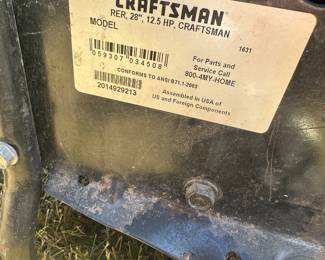 CRAFTSMAN®
RER, 28", 12.5 HP, CRAFTSMAN
MODEL
1631
059307034508
For Parts and
Service Call
800-4MY-HOME
CONFORMS TO ANSI B71.1-2003
2014929213
Assembled in USA of
US and Foreign Components